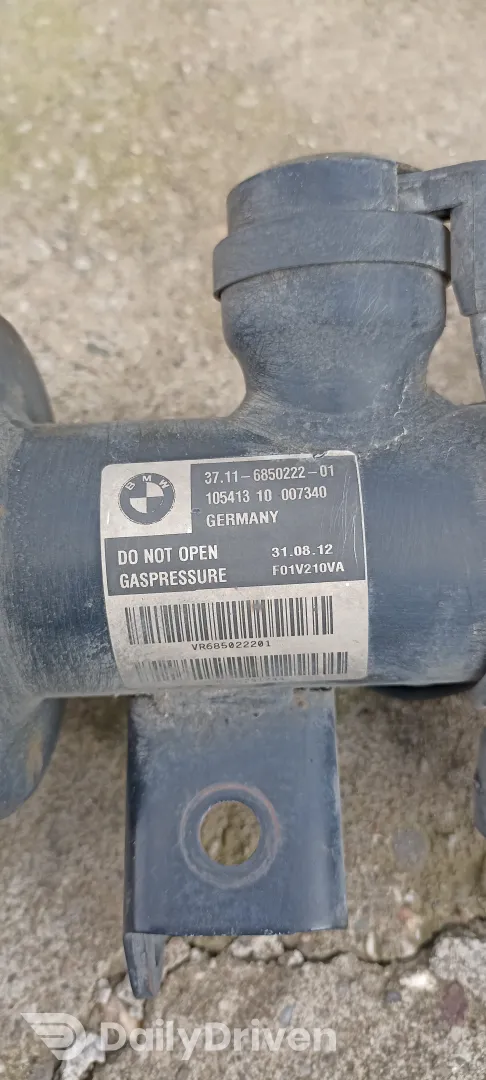 BMW
37.11-6850222-01
105413 10 007340
GERMANY
DO NOT OPEN 31.08.12
GASPRESSURE F01V210VA
VR685022201
DailyDriven